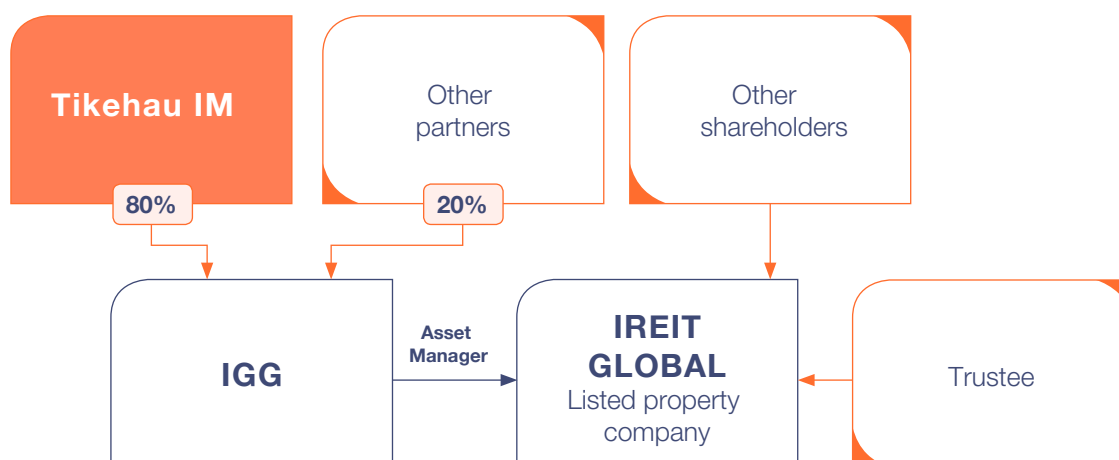 Tikehau IM
Other
partners
Other
shareholders
80%
20%
IGG
Asset
Manager
IREIT
GLOBAL
Listed property
company
Trustee